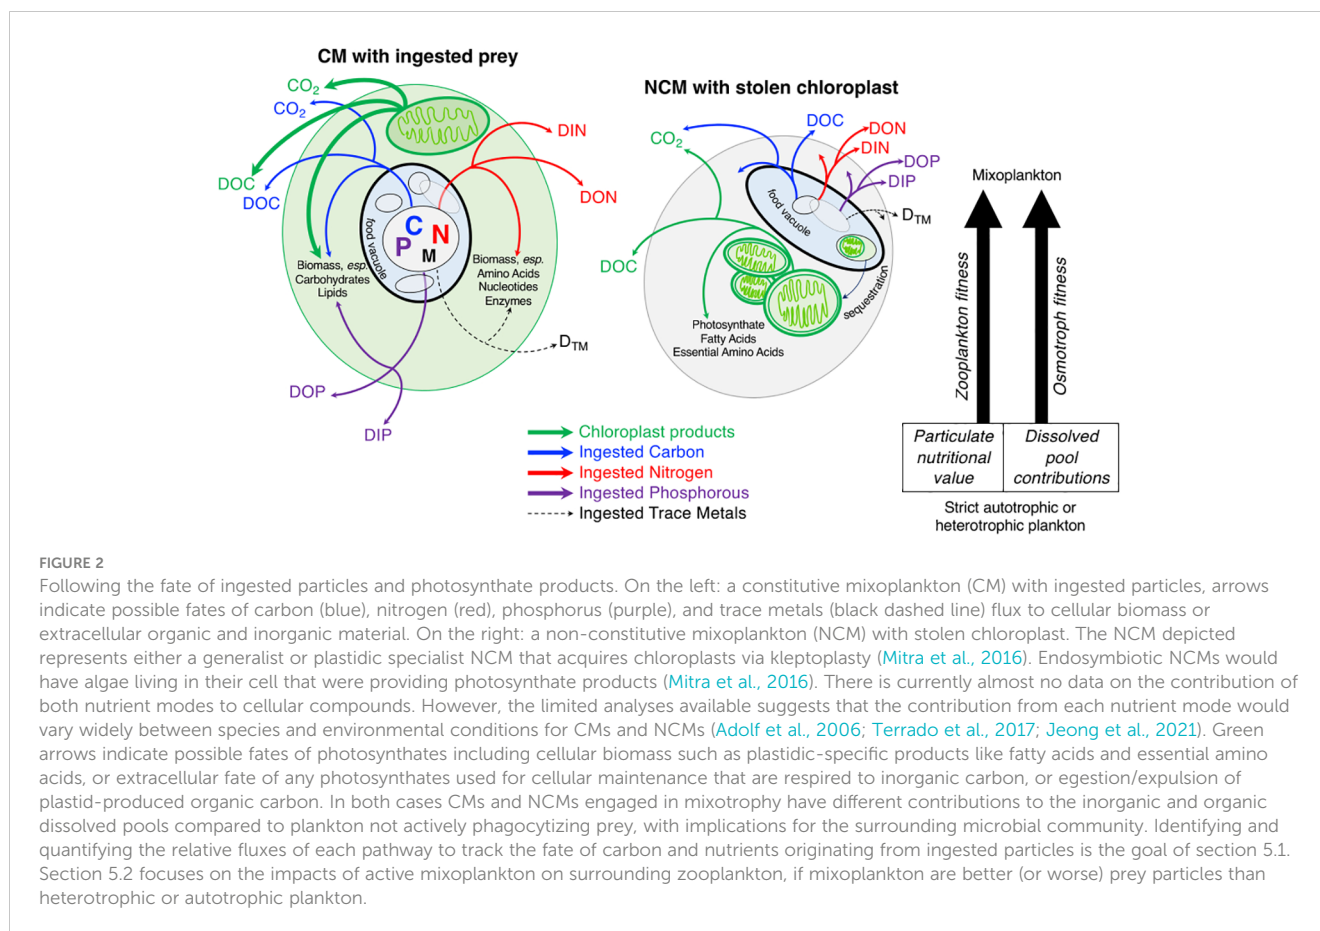 CM with ingested prey
CO2
CO2
DOC
DOC
DIN
DON
food vacuole
C
N
P
M
Biomass, esp.
Carbohydrates
Lipids
Biomass, esp.
Amino Acids
Nucleotides
Enzymes
DTM
DOP
DIP
NCM with stolen chloroplast
CO2
DOC
DON
DIN
DOP
DIP
DTM
food vacuole
sequestration
DOC
Photosynthate
Fatty Acids
Essential Amino Acids
Mixoplankton
Zooplankton fitness
Osmotroph fitness
Particulate
nutritional
value
Dissolved
pool
contributions
Strict autotrophic or
heterotrophic plankton
Chloroplast products
Ingested Carbon
Ingested Nitrogen
Ingested Phosphorous
Ingested Trace Metals
FIGURE 2
Following the fate of ingested particles and photosynthate products. On the left: a constitutive mixoplankton (CM) with ingested particles, arrows
indicate possible fates of carbon (blue), nitrogen (red), phosphorus (purple), and trace metals (black dashed line) flux to cellular biomass or
extracellular organic and inorganic material. On the right: a non-constitutive mixoplankton (NCM) with stolen chloroplast. The NCM depicted
represents either a generalist or plastidic specialist NCM that acquires chloroplasts via kleptoplasty (Mitra et al., 2016). Endosymbiotic NCMs would
have algae living in their cell that were providing photosynthate products (Mitra et al., 2016). There is currently almost no data on the contribution of
both nutrient modes to cellular compounds. However, the limited analyses available suggests that the contribution from each nutrient mode would
vary widely between species and environmental conditions for CMs and NCMs (Adolf et al., 2006; Terrado et al., 2017; Jeong et al., 2021). Green
arrows indicate possible fates of photosynthates including cellular biomass such as plastidic-specific products like fatty acids and essential amino
acids, or extracellular fate of any photosynthates used for cellular maintenance that are respired to inorganic carbon, or egestion/expulsion of
plastid-produced organic carbon. In both cases CMs and NCMs engaged in mixotrophy have different contributions to the inorganic and organic
dissolved pools compared to plankton not actively phagocytizing prey, with implications for the surrounding microbial community. Identifying and
quantifying the relative fluxes of each pathway to track the fate of carbon and nutrients originating from ingested particles is the goal of section 5.1.
Section 5.2 focuses on the impacts of active mixoplankton on surrounding zooplankton, if mixoplankton are better (or worse) prey particles than
heterotrophic or autotrophic plankton.